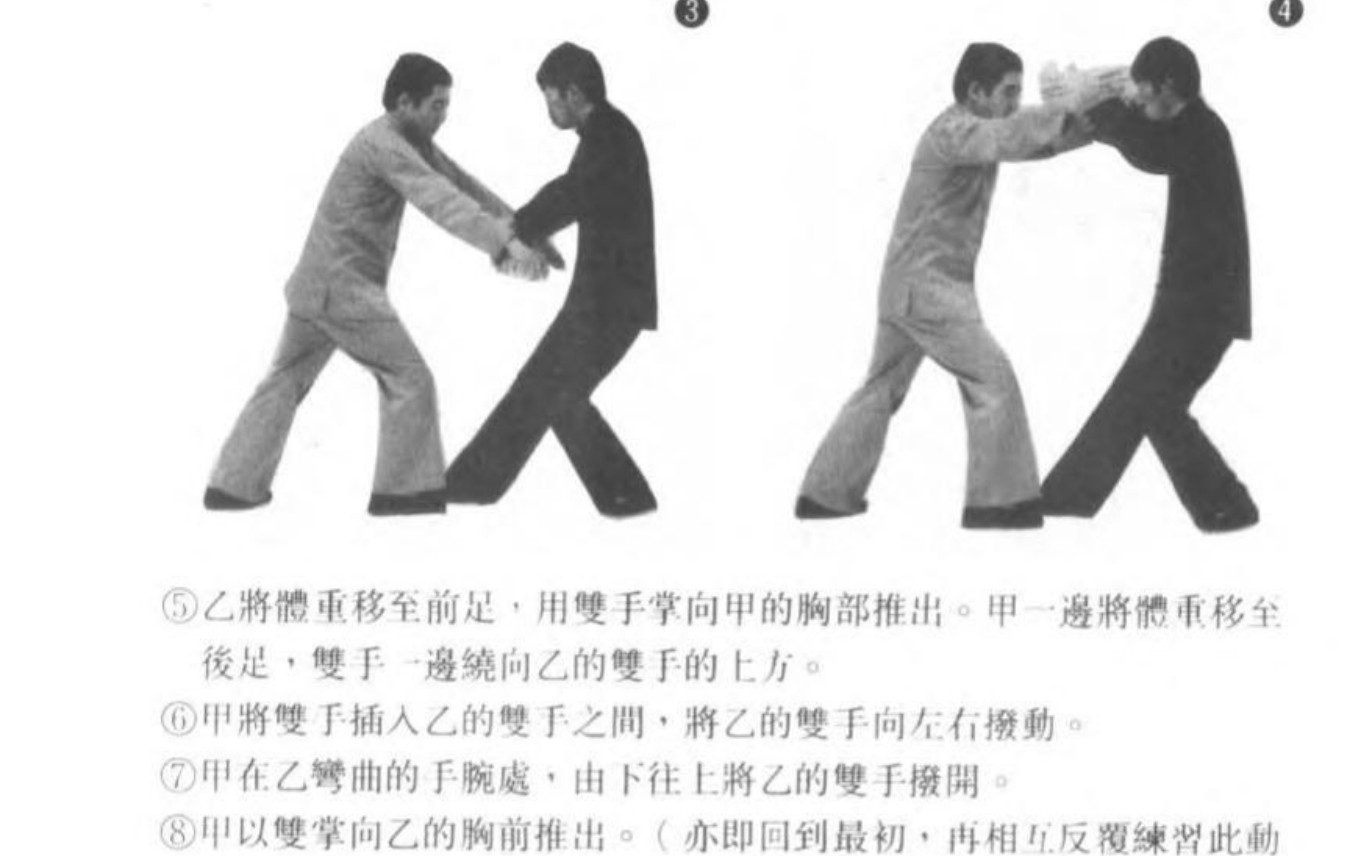 ❸
❹
⑤乙將體重移至前足，用雙手掌向甲的胸部推出。甲一邊將體重移至
後足，雙手一邊繞向乙的雙手的上方。
⑥甲將雙手插入乙的雙手之間，將乙的雙手向左右撥動。
⑦甲在乙彎曲的手腕處，由下往上將乙的雙手撥開。
⑧甲以雙掌向乙的胸前推出。（亦即回到最初，再相互反覆練習此動